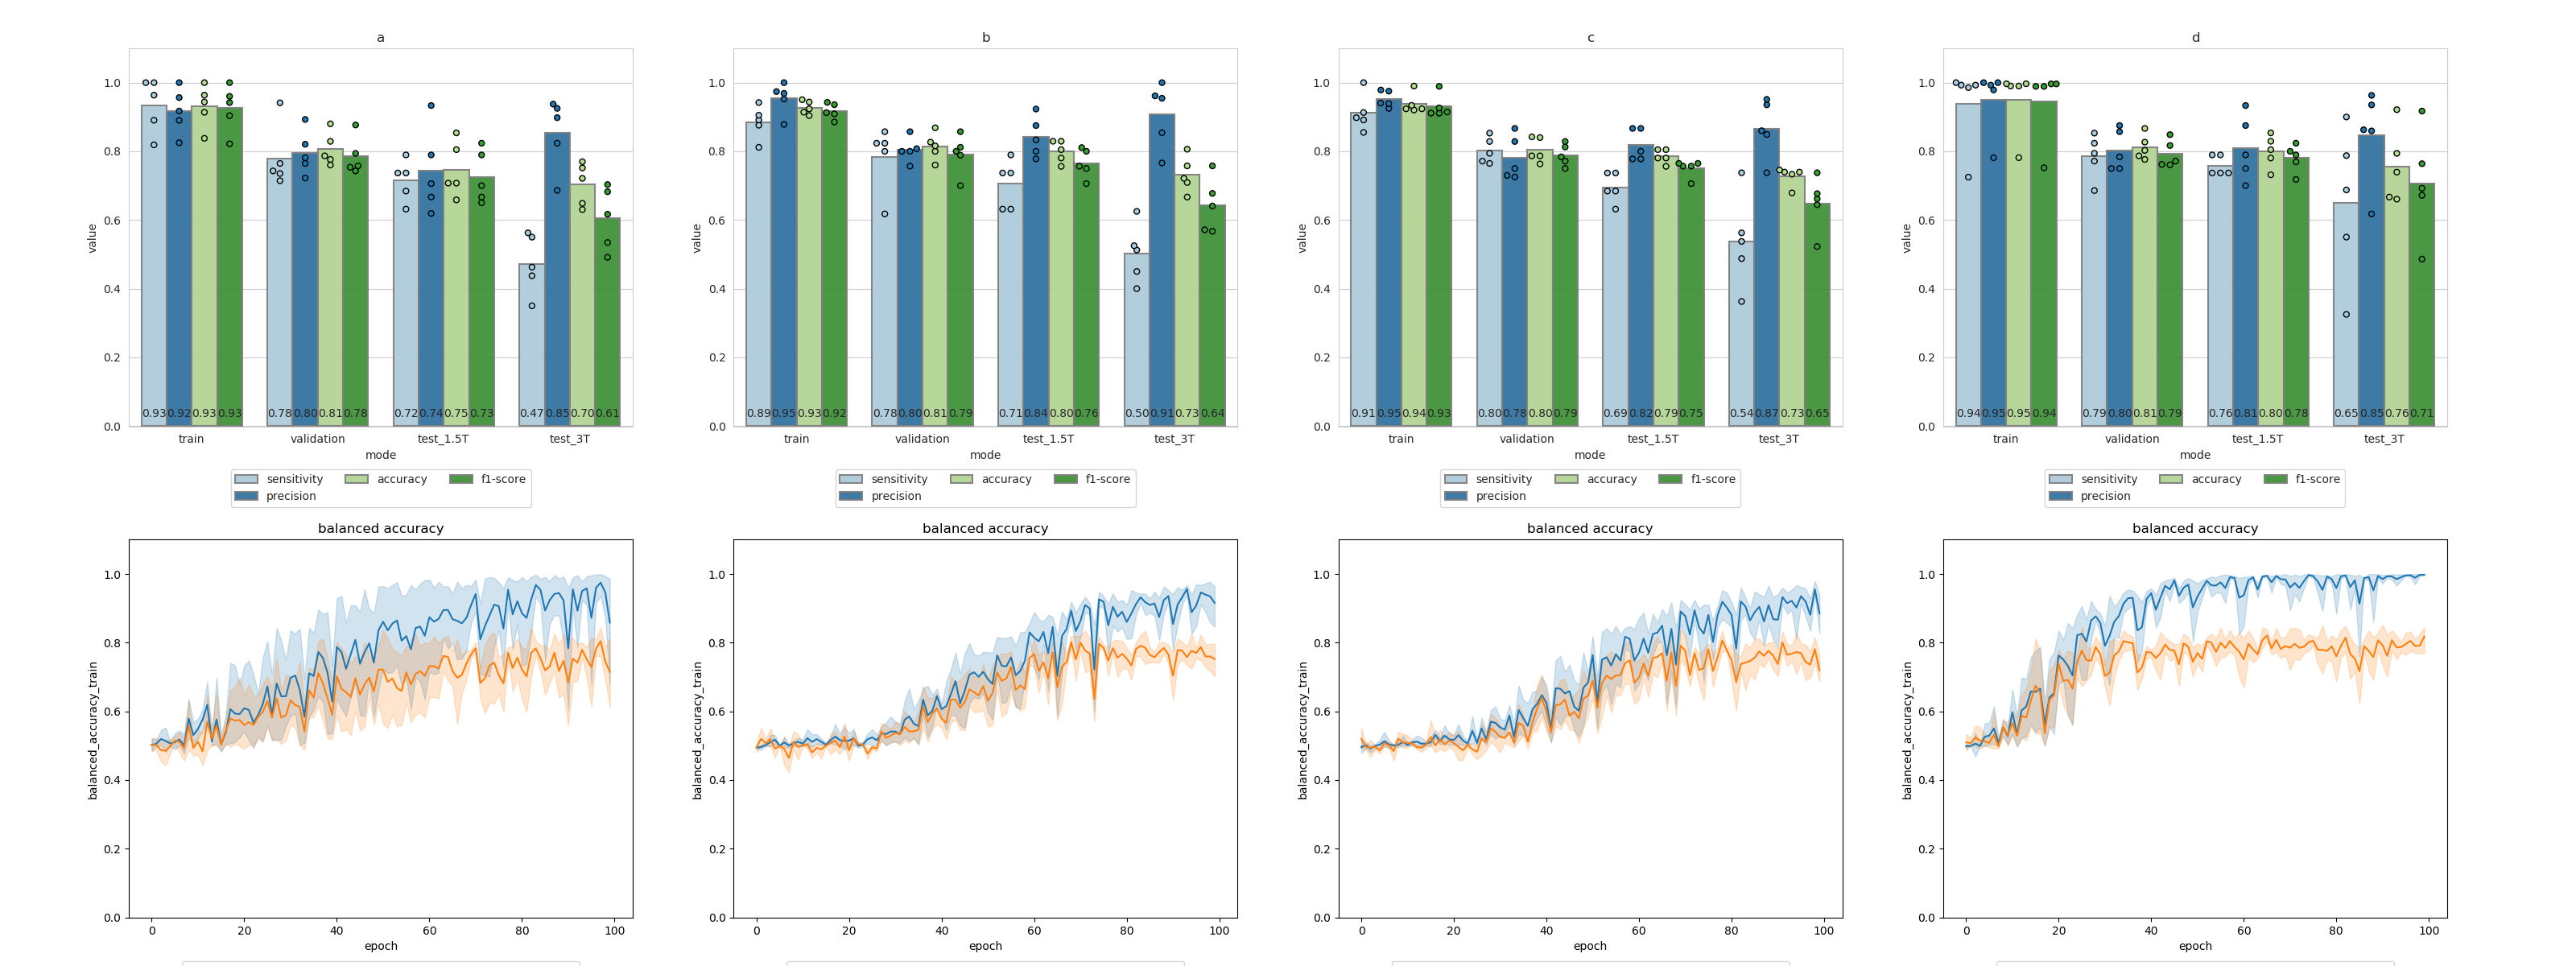 a
value
1.0
0.8
0.6
0.4
0.2
0.0
0.93 0.92 0.93 0.93 0.78 0.80 0.81 0.78 0.72 0.74 0.75 0.73 0.47 0.85 0.70 0.61
train validation test_1.5T test_3T
mode
sensitivity accuracy f1-score
precision
b
value
1.0
0.8
0.6
0.4
0.2
0.0
0.89 0.95 0.93 0.92 0.78 0.80 0.81 0.79 0.71 0.84 0.80 0.76 0.50 0.91 0.73 0.64
train validation test_1.5T test_3T
mode
sensitivity accuracy f1-score
precision
c
value
1.0
0.8
0.6
0.4
0.2
0.0
0.91 0.95 0.94 0.93 0.80 0.78 0.80 0.79 0.69 0.82 0.79 0.75 0.54 0.87 0.73 0.65
train validation test_1.5T test_3T
mode
sensitivity accuracy f1-score
precision
d
value
1.0
0.8
0.6
0.4
0.2
0.0
0.94 0.95 0.95 0.94 0.79 0.80 0.81 0.79 0.76 0.81 0.80 0.78 0.65 0.85 0.76 0.71
train validation test_1.5T test_3T
mode
sensitivity accuracy f1-score
precision
balanced accuracy
balanced_accuracy_train
1.0
0.8
0.6
0.4
0.2
0.0
0 20 40 60 80 100
epoch
balanced accuracy
balanced_accuracy_train
1.0
0.8
0.6
0.4
0.2
0.0
0 20 40 60 80 100
epoch
balanced accuracy
balanced_accuracy_train
1.0
0.8
0.6
0.4
0.2
0.0
0 20 40 60 80 100
epoch
balanced accuracy
balanced_accuracy_train
1.0
0.8
0.6
0.4
0.2
0.0
0 20 40 60 80 100
epoch